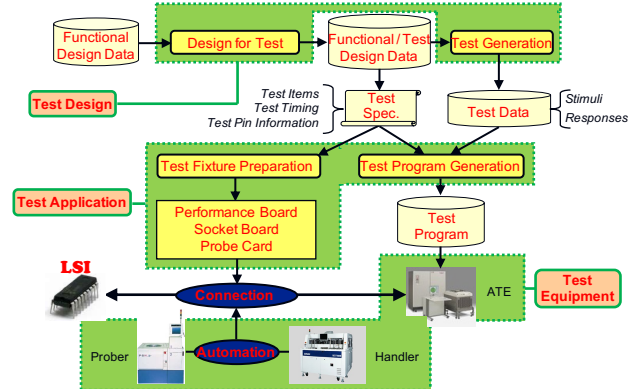 Functional
Design Data
Design for Test
Functional / Test
Design Data
Test Generation
Test Design
Test Items
Test Timing
Test Pin Information
Test
Spec.
Test Data
Stimuli
Responses
Test Fixture Preparation
Test Program Generation
Test Application
Performance Board
Socket Board
Probe Card
Test
Program
LSI
Connection
ATE
Test
Equipment
Prober
Automation
Handler